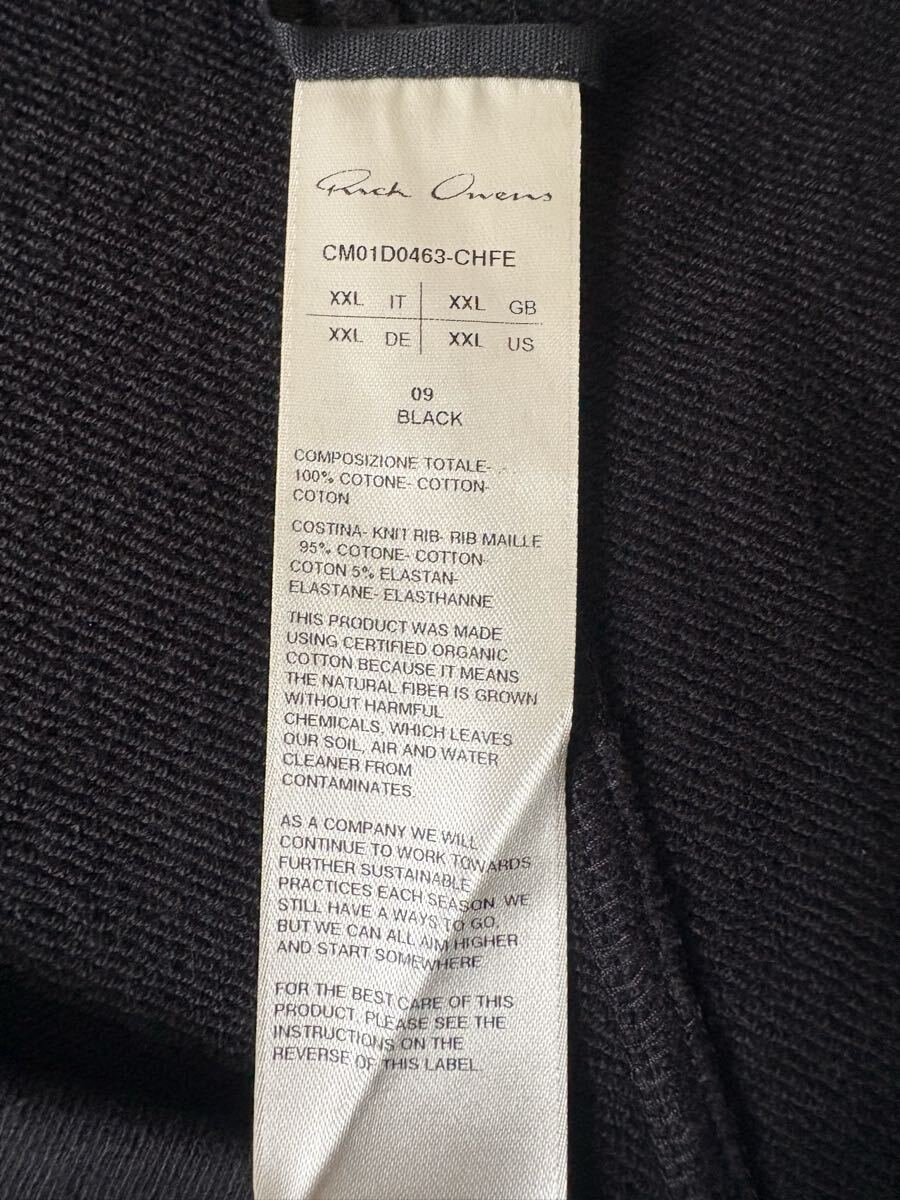 Rick Owens
CM01D0463-CHFE
XXL IT XXL GB
XXL DE XXL US
09
BLACK
COMPOSIZIONE TOTALE- -
100% COTONE- COTTON-
COTON
COSTINA- KNIT RIB- RIB MAILLE
95% COTONE- COTTON-
COTON 5% ELASTAN-
ELASTANE- ELASTHANNE
THIS PRODUCT WAS MADE
USING CERTIFIED ORGANIC
COTTON BECAUSE IT MEANS
THE NATURAL FIBER IS GROWN
WITHOUT HARMFUL
CHEMICALS, WHICH LEAVES
OUR SOIL, AIR AND WATER
CLEANER FROM
CONTAMINATES.
AS A COMPANY WE WILL
CONTINUE TO WORK TOWARDS
FURTHER SUSTAINABLE
PRACTICES EACH SEASON. WE
STILL HAVE A WAYS TO GO,
BUT WE CAN ALL AIM HIGHER
AND START SOMEWHERE
FOR THE BEST CARE OF THIS
PRODUCT, PLEASE SEE THE
INSTRUCTIONS ON THE
REVERSE OF THIS LABEL.